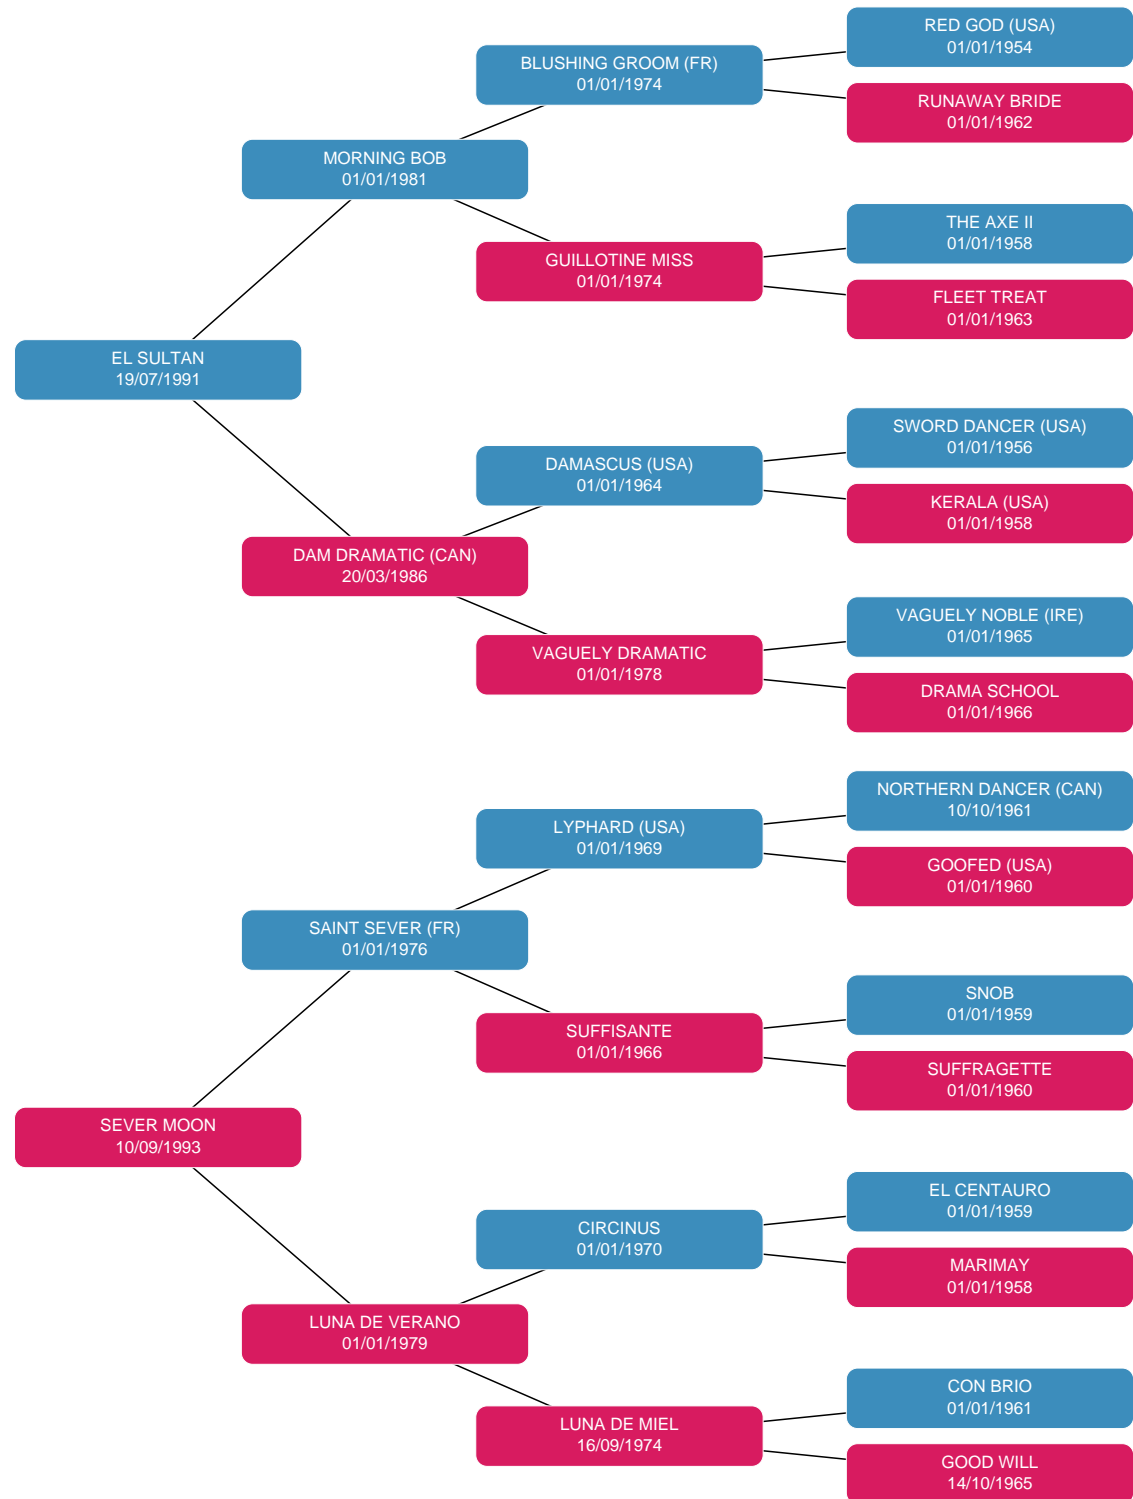 RED GOD (USA)
01/01/1954
BLUSHING GROOM (FR)
01/01/1974
RUNAWAY BRIDE
01/01/1962
MORNING BOB
01/01/1981
THE AXE II
01/01/1958
GUILLOTINE MISS
01/01/1974
FLEET TREAT
01/01/1963
EL SULTAN
19/07/1991
SWORD DANCER (USA)
01/01/1956
DAMASCUS (USA)
01/01/1964
KERALA (USA)
01/01/1958
DAM DRAMATIC (CAN)
20/03/1986
VAGUELY NOBLE (IRE)
01/01/1965
VAGUELY DRAMATIC
01/01/1978
DRAMA SCHOOL
01/01/1966
NORTHERN DANCER (CAN)
10/10/1961
LYPHARD (USA)
01/01/1969
GOOFED (USA)
01/01/1960
SAINT SEVER (FR)
01/01/1976
SNOB
01/01/1959
SUFFISANTE
01/01/1966
SUFFRAGETTE
01/01/1960
SEVER MOON
10/09/1993
EL CENTAURO
01/01/1959
CIRCINUS
01/01/1970
MARIMAY
01/01/1958
LUNA DE VERANO
01/01/1979
CON BRIO
01/01/1961
LUNA DE MIEL
16/09/1974
GOOD WILL
14/10/1965